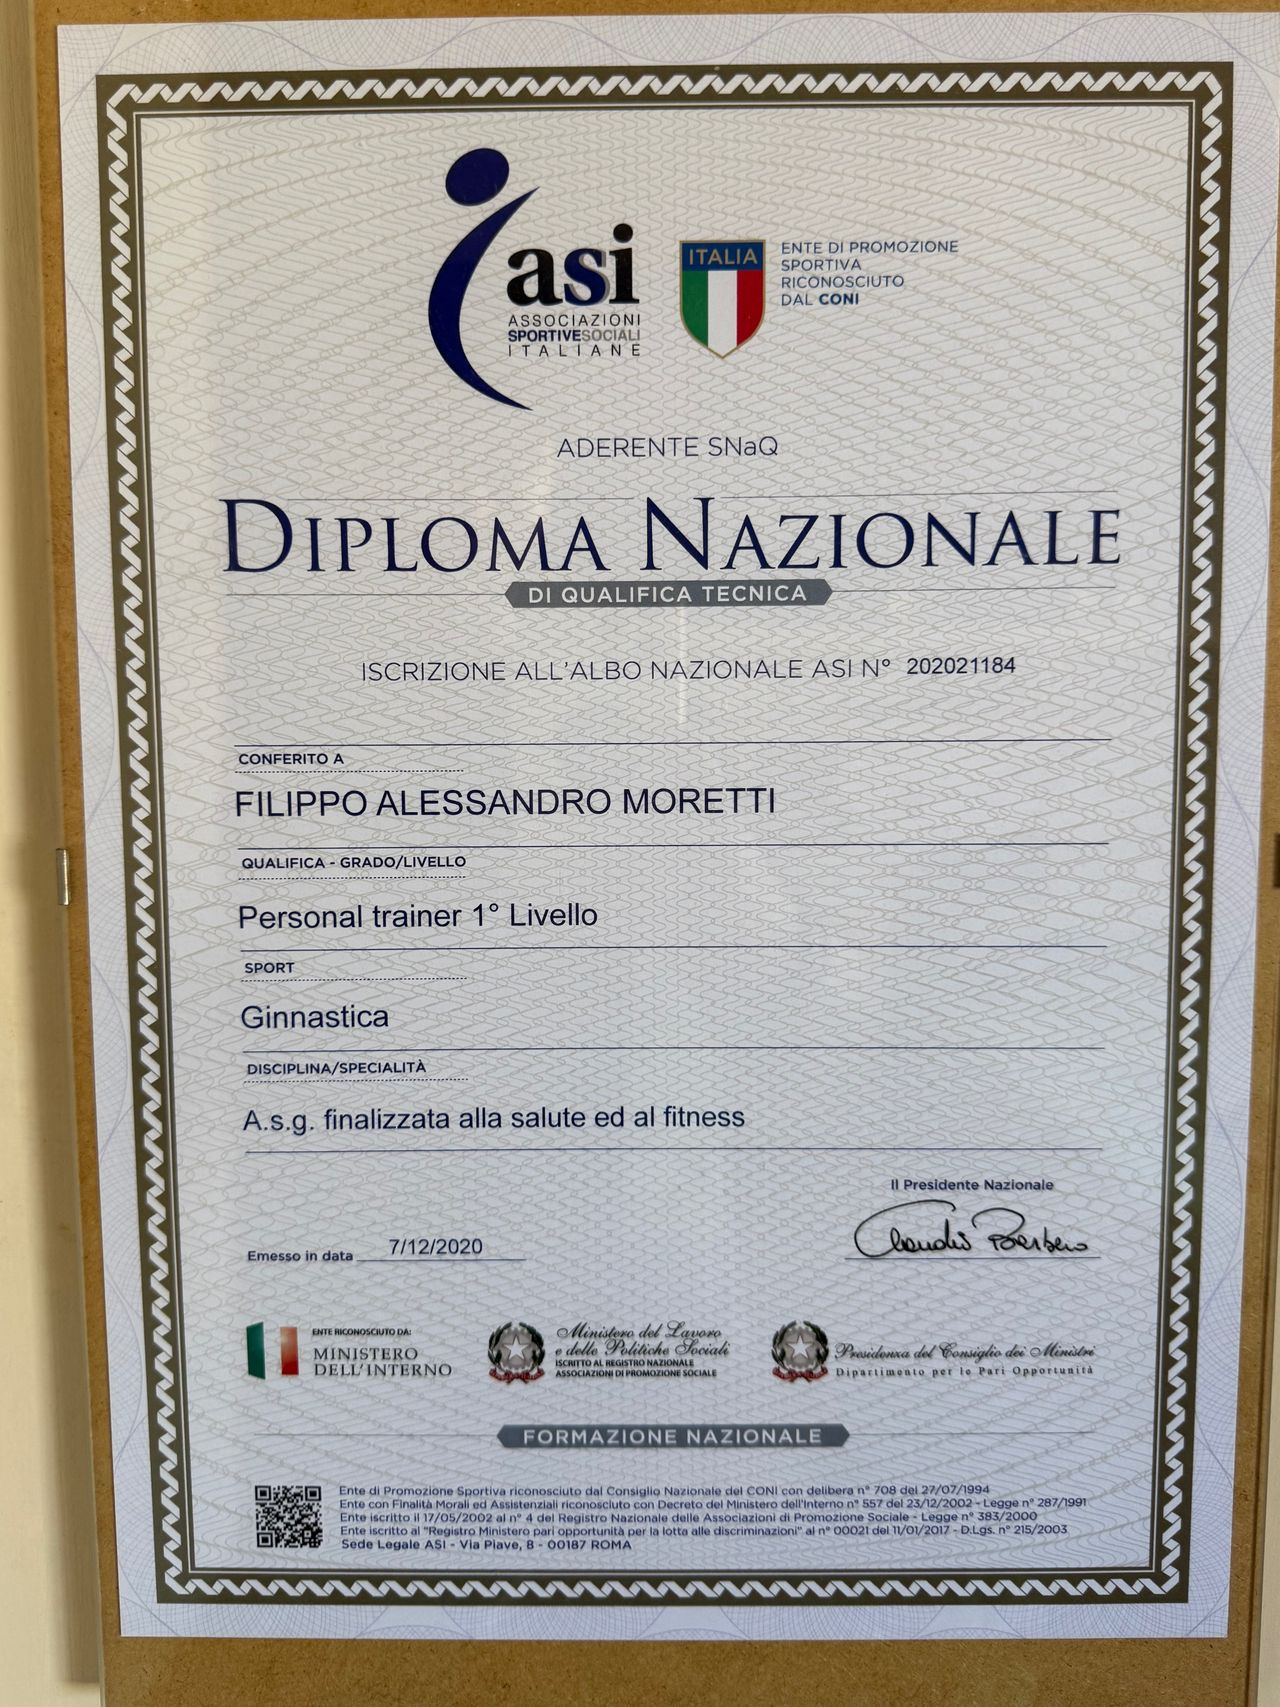 asi
ASSOCIAZIONI
SPORTIVESOCIALI
ITALIANE
ITALIA
ENTE DI PROMOZIONE
SPORTIVA
RICONOSCIUTO
DAL CONI
ADERENTE SNaQ
DIPLOMA NAZIONALE
DI QUALIFICA TECNICA
ISCRIZIONE ALL'ALBO NAZIONALE ASI N° 202021184
CONFERITO A
FILIPPO ALESSANDRO MORETTI
QUALIFICA - GRADO/LIVELLO
Personal trainer 1° Livello
SPORT
Ginnastica
DISCIPLINA/SPECIALITÀ
A.s.g. finalizzata alla salute ed al fitness
Il Presidente Nazionale
Claudio Barbaro
Emesso in data 7/12/2020
ENTE RICONOSCIUTO DA:
MINISTERO
DELL'INTERNO
Ministero del Lavoro
e delle Politiche Sociali
ISCRITTO AL REGISTRO NAZIONALE
ASSOCIAZIONI DI PROMOZIONE SOCIALE
Presidenza del Consiglio dei Ministri
Dipartimento per le Pari Opportunità
FORMAZIONE NAZIONALE
Ente di Promozione Sportiva riconosciuto dal Consiglio Nazionale del CONI con delibera n° 708 del 27/07/1994
Ente con Finalità Morali ed Assistenziali riconosciuto con Decreto del Ministero dell'Interno n° 557 del 23/12/2002 - Legge n° 287/1991
Ente iscritto il 17/05/2002 al n° 4 del Registro Nazionale delle Associazioni di Promozione Sociale - Legge n° 383/2000
Ente iscritto al "Registro Ministero pari opportunità per la lotta alle discriminazioni" al n° 00021 del 11/01/2017 - D.Lgs. n° 215/2003
Sede Legale ASI - Via Piave, 8 - 00187 ROMA